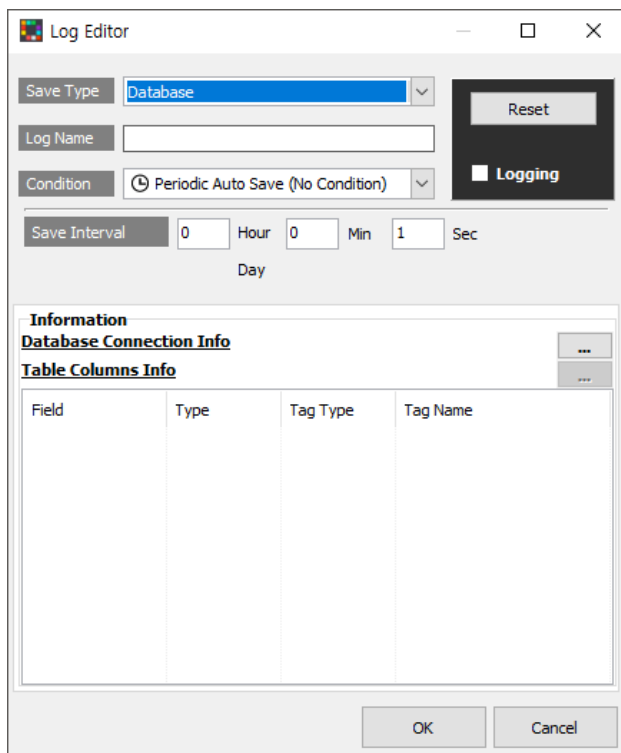 Log Editor
Save Type Database
Reset
Log Name
Logging
Condition Periodic Auto Save (No Condition)
Save Interval 0 Hour 0 Min 1 Sec
Day
Information
Database Connection Info ...
Table Columns Info ...
Field Type Tag Type Tag Name
OK Cancel